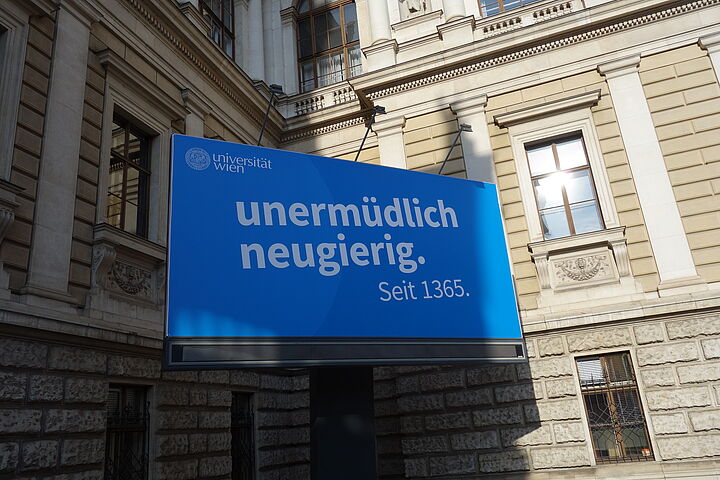 universität
wien
unermüdlich
neugierig.
Seit 1365.